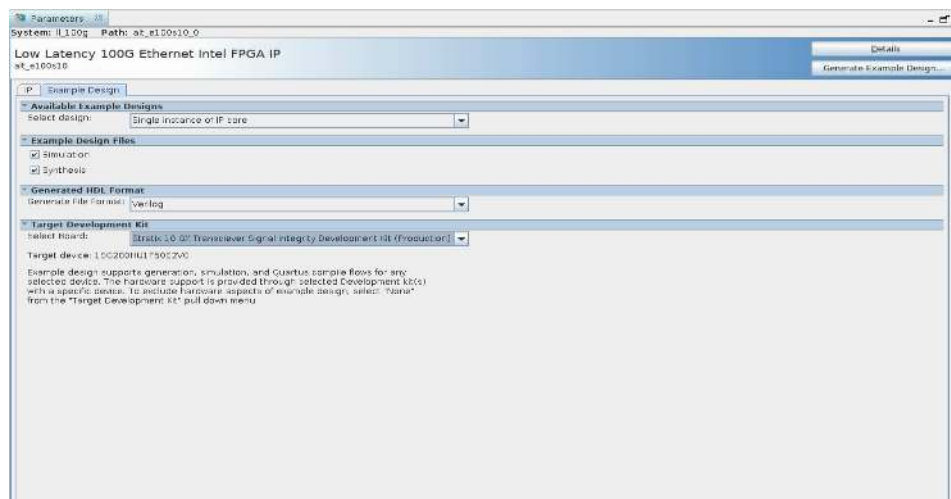 Parameters
System: ll_100g Path: at_e100s10_0
Low Latency 100G Ethernet Intel FPGA IP
at_e100s10
Details
Generate Example Design...
IP Example Design
Available Example Designs
Select design: Single instance of IP core
Example Design Files
Simulation
Synthesis
Generated HDL Format
Generate File Format: Verilog
Target Development Kit
Select Board: Stratix 10 GX Transceiver Signal Integrity Development Kit (Production)
Target device:
Example design supports generation, simulation, and Quartus compile flows for any
selected device. The hardware support is provided through selected Development kit(s)
with a specific device. To exclude hardware aspects of example design, select "None"
from the "Target Development Kit" pull down menu